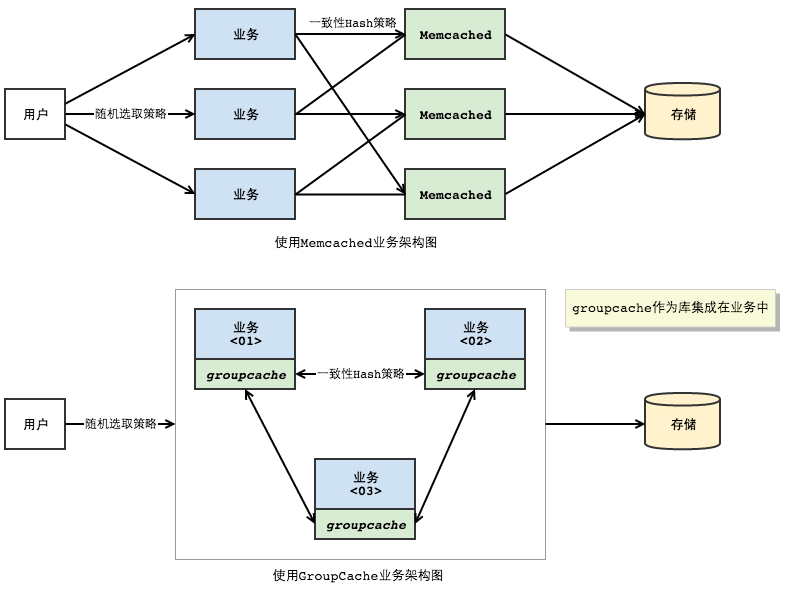 业务
一致性Hash策略
Memcached
用户
随机选取策略
业务
Memcached
存储
业务
Memcached
使用Memcached业务架构图
groupcache作为库集成在业务中
业务
<01>
groupcache
一致性Hash策略
业务
<02>
groupcache
用户
随机选取策略
存储
业务
<03>
groupcache
使用GroupCache业务架构图